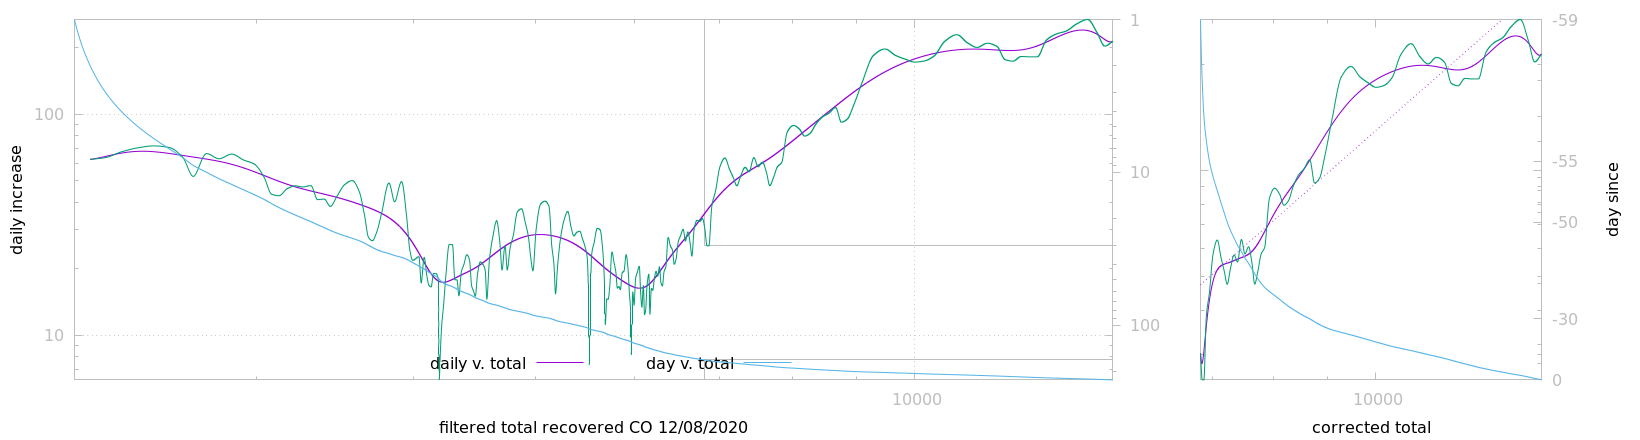 daily increase
100
10
1
10
100
10000
daily v. total
day v. total
filtered total recovered CO 12/08/2020
-59
-55
-50
-30
0
day since
10000
corrected total